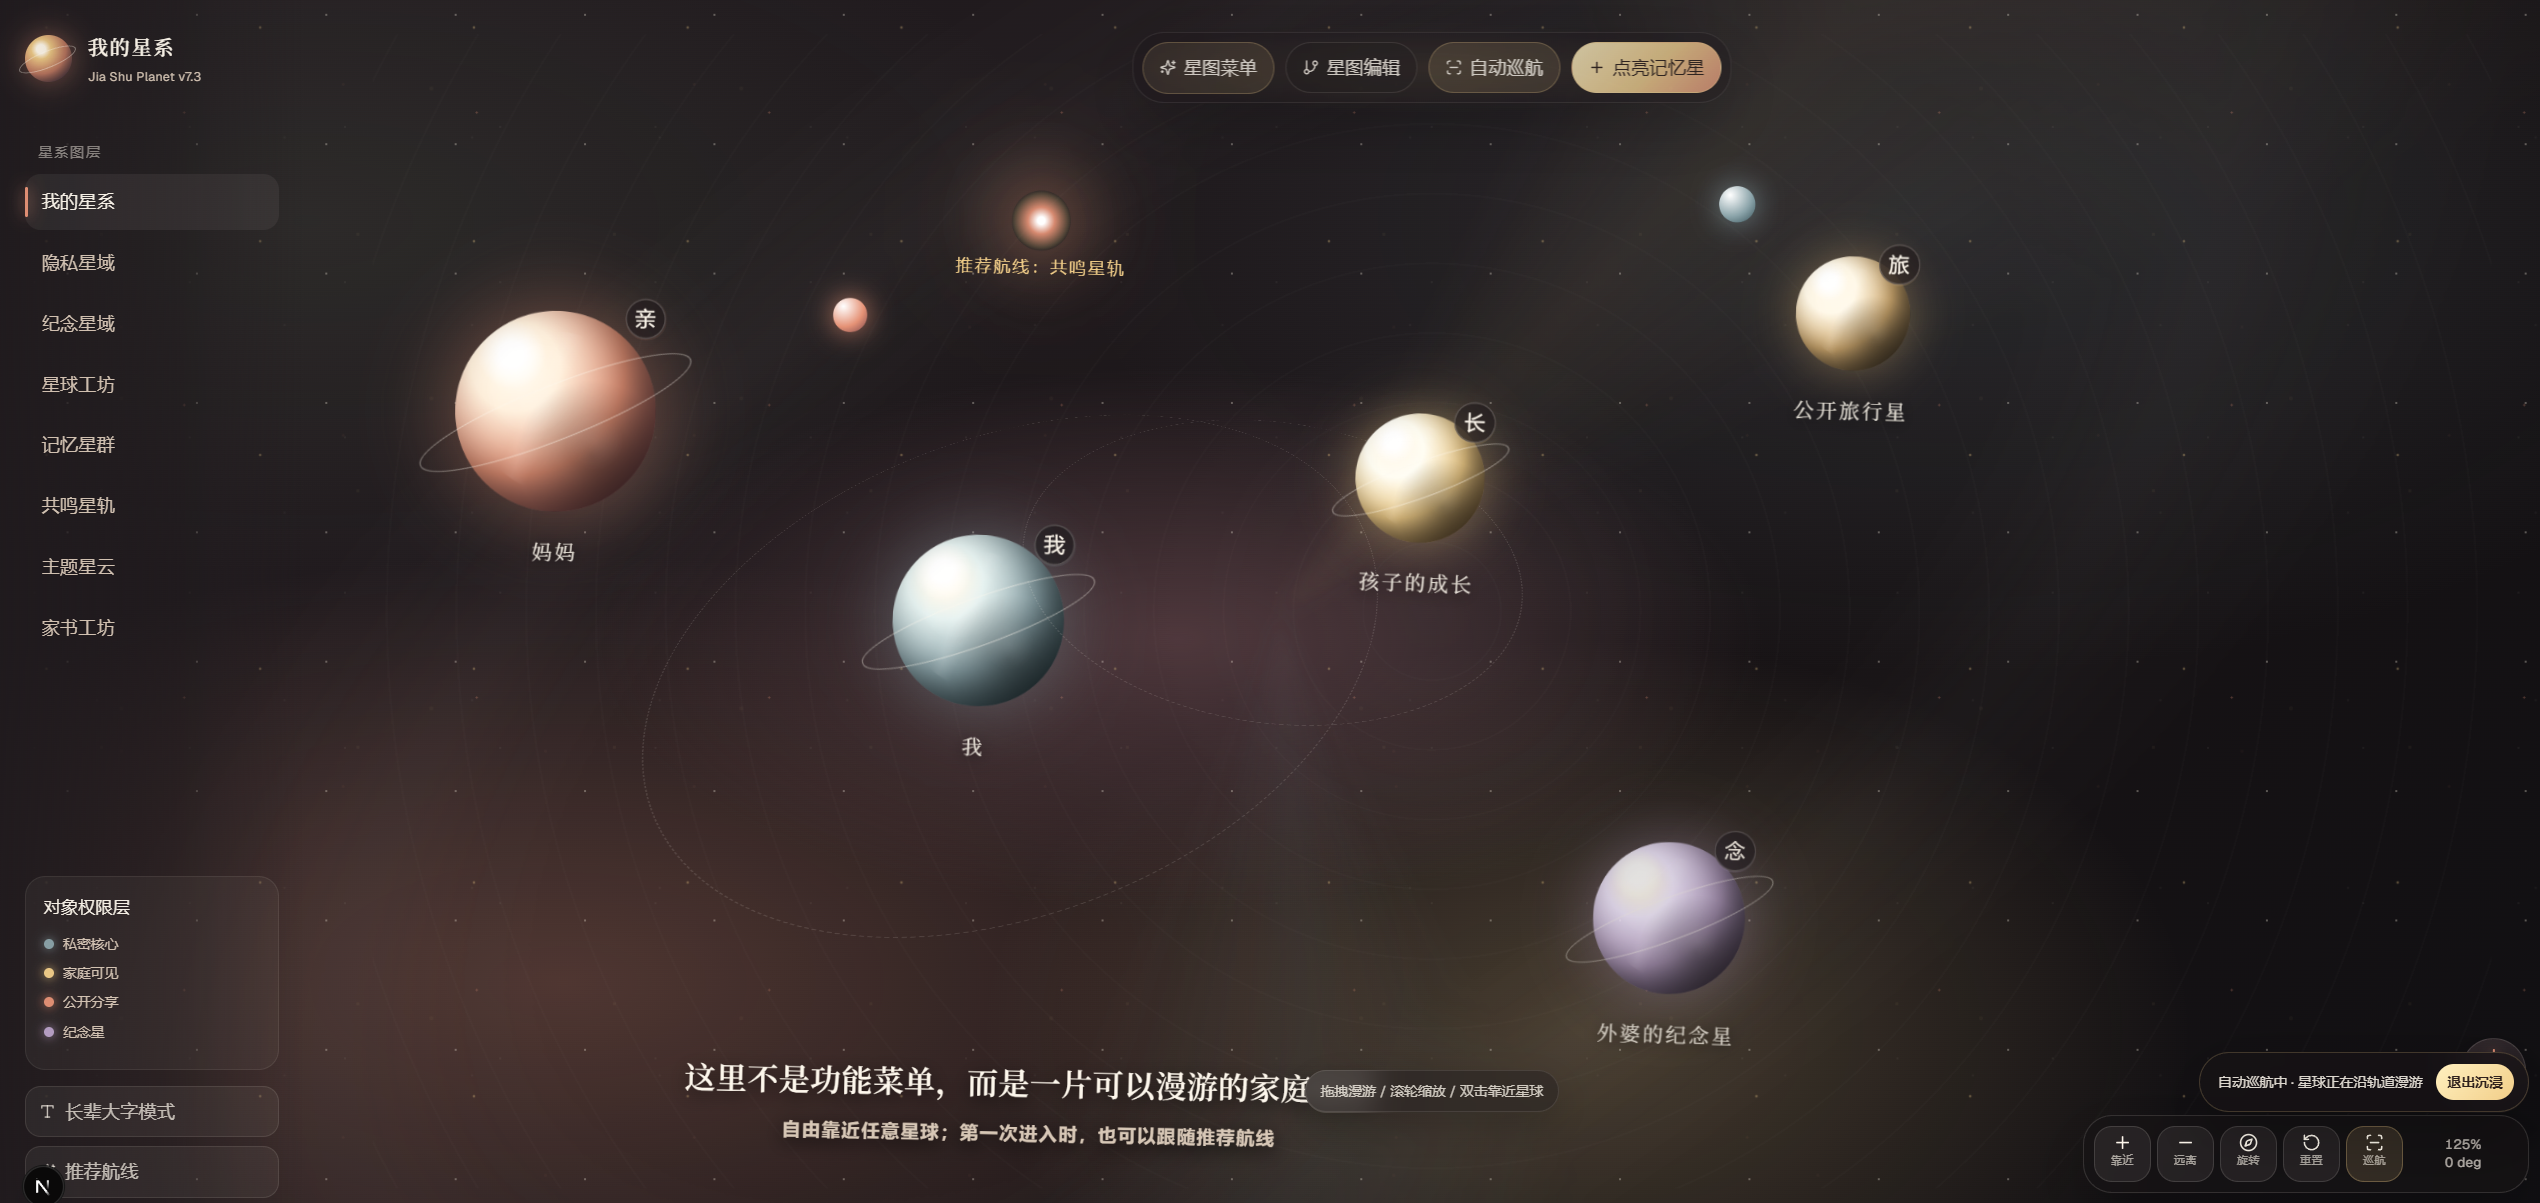 我的星系
Jia Shu Planet v7.3
星图菜单
星图编辑
自动巡航
+ 点亮记忆星
星系图层
我的星系
隐私星域
纪念星域
星球工坊
记忆星群
共鸣星轨
主题星云
家书工坊
推荐航线：共鸣星轨
亲
妈妈
我
我
长
孩子的成长
旅
公开旅行星
念
外婆的纪念星
对象权限层
私密核心
家庭可见
公开分享
纪念星
T 长辈大字模式
推荐航线
N
这里不是功能菜单，而是一片可以漫游的家庭
拖拽漫游 / 滚轮缩放 / 双击靠近星球
自由靠近任意星球；第一次进入时，也可以跟随推荐航线
自动巡航中 · 星球正在沿轨道漫游
退出沉浸
靠近
远离
旋转
重置
巡航
125%
0 deg